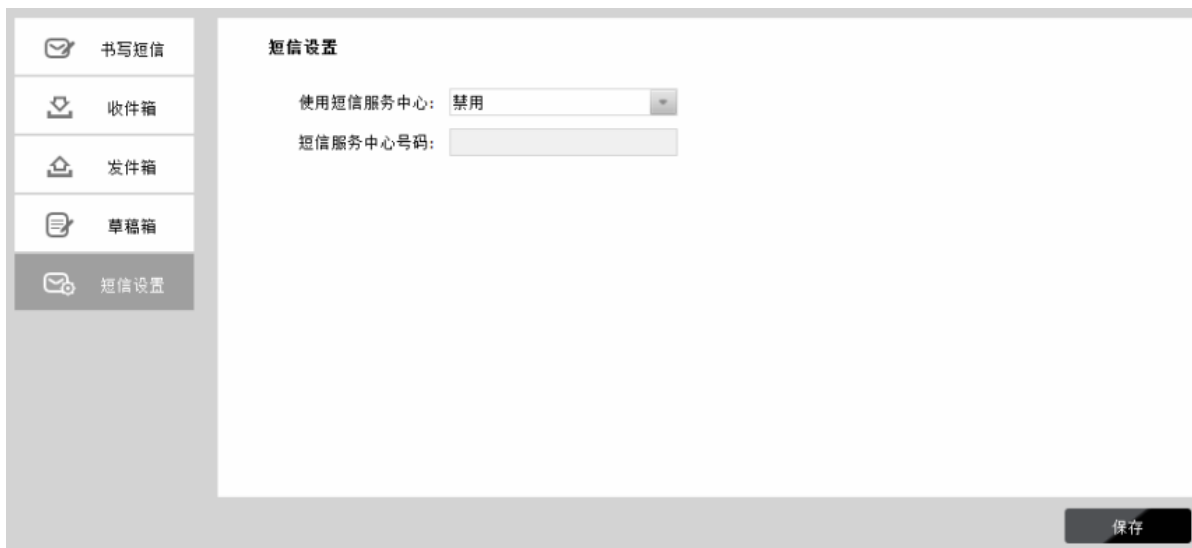 书写短信
收件箱
发件箱
草稿箱
短信设置
短信设置
使用短信服务中心: 禁用
短信服务中心号码:
保存